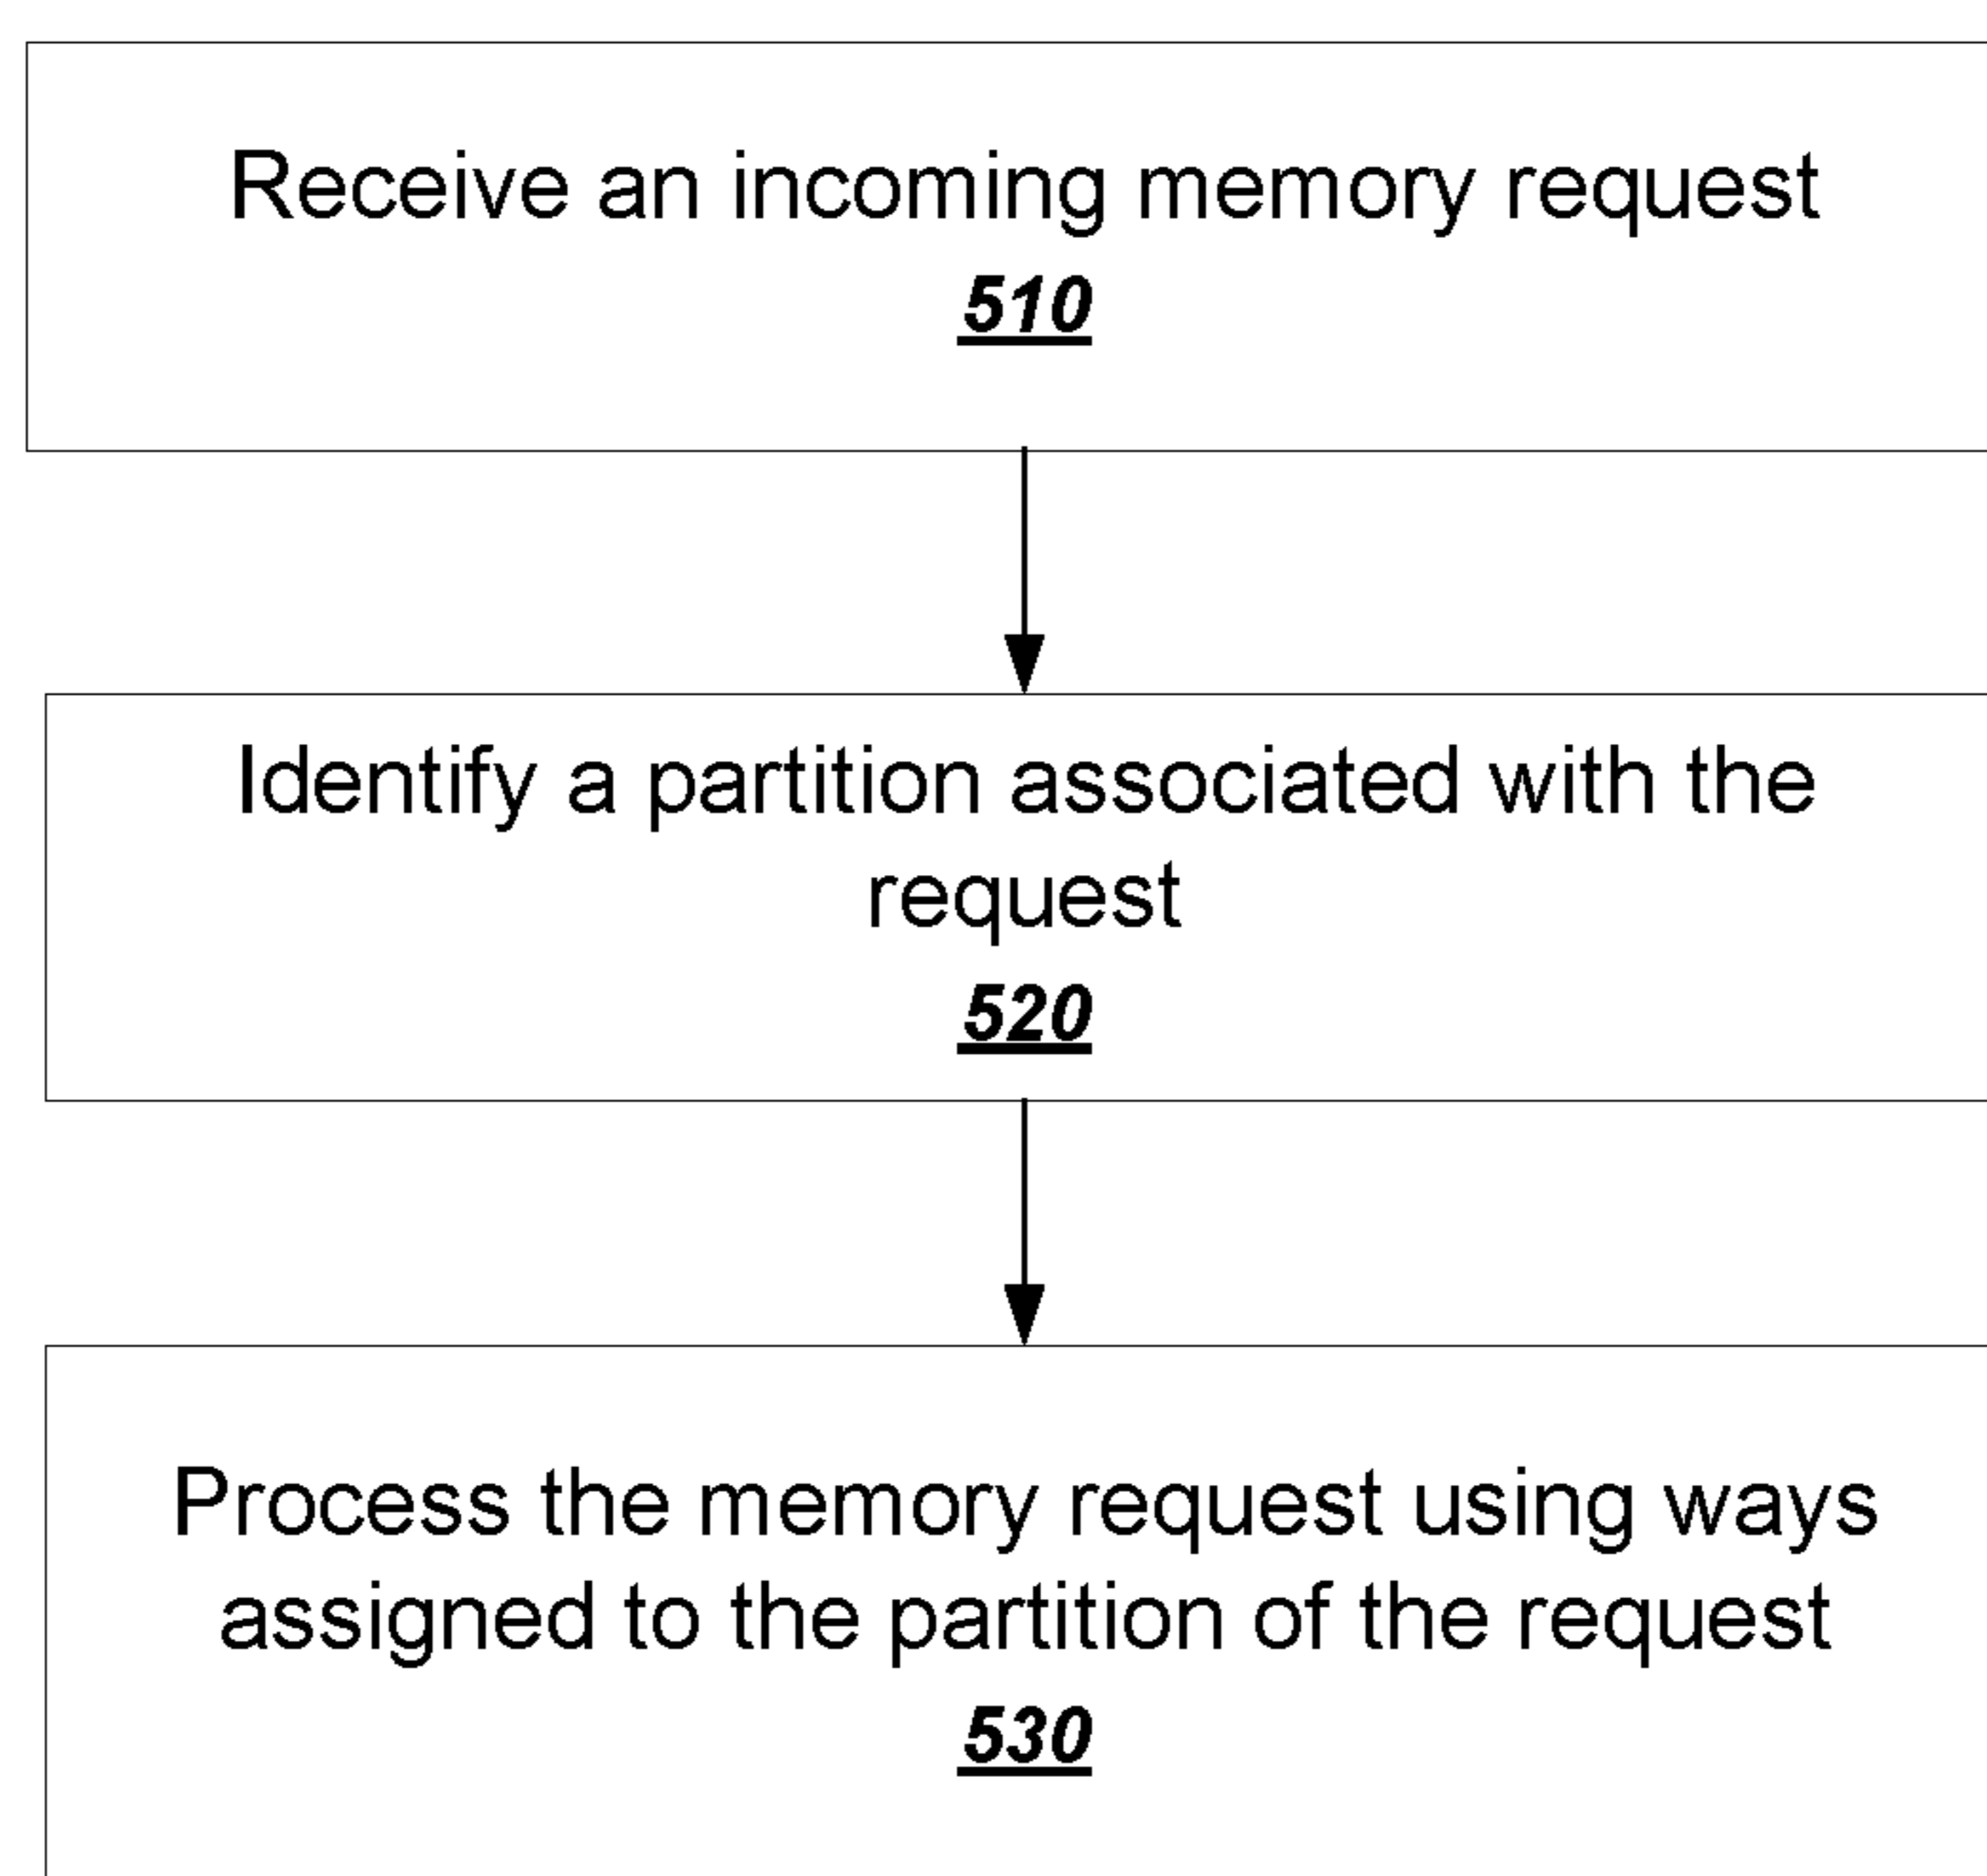 Receive an incoming memory request
510
Identify a partition associated with the
request
520
Process the memory request using ways
assigned to the partition of the request
530